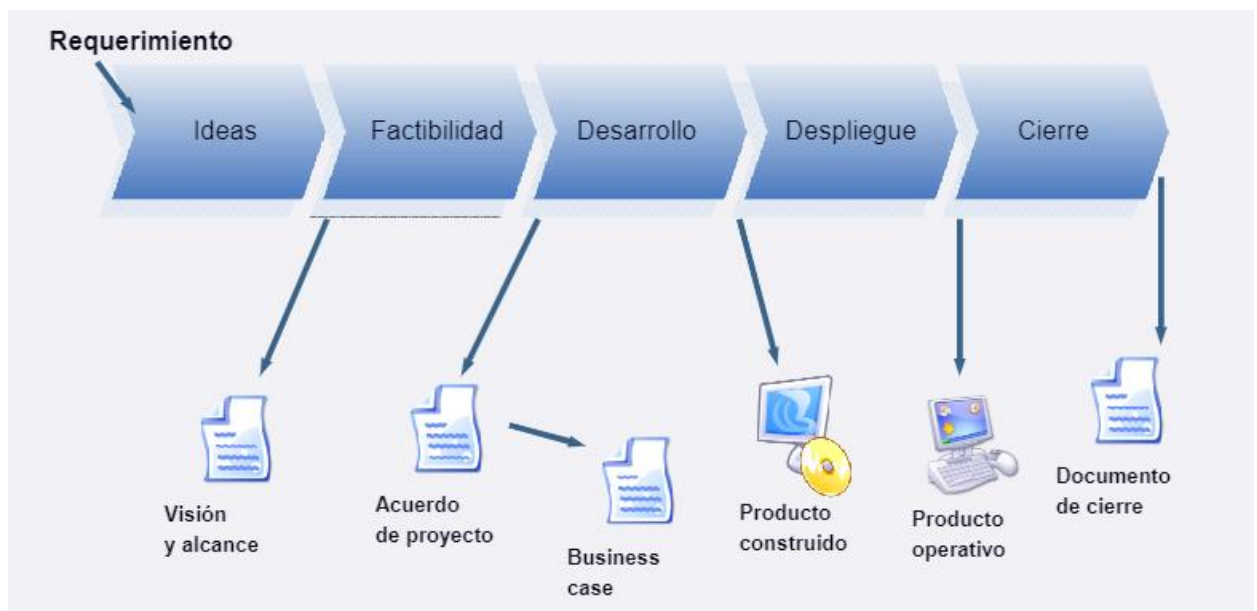 Requerimiento
Ideas
Factibilidad
Desarrollo
Despliegue
Cierre
Visión
y alcance
Acuerdo
de proyecto
Business
case
Producto
construido
Producto
operativo
Documento
de cierre